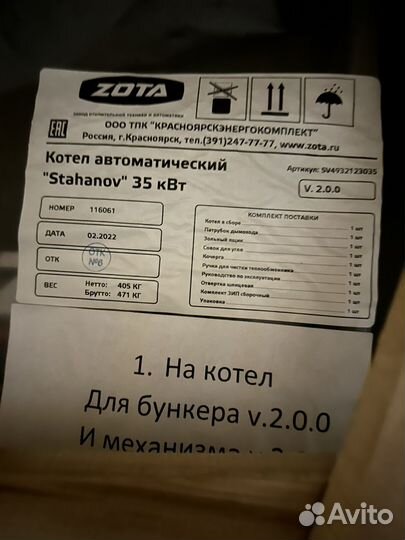 ZOTA
ЗАВОД ОТОПИТЕЛЬНОЙ ТЕХНИКИ И АВТОМАТИКИ
EAC
ООО ТПК "КРАСНОЯРСКЭНЕРГОКОМПЛЕКТ"
Россия, г.Красноярск, тел.(391)247-77-77, www.zota.ru
Котел автоматический
"Stahanov" 35 кВт
Артикул: SV4932123035
V. 2.0.0
НОМЕР 116061
ДАТА 02.2022
ОТК
ОТК
№6
ВЕС Нетто: 405 КГ
Брутто: 471 КГ
КОМПЛЕКТ ПОСТАВКИ
Котел в сборе 1 шт
Патрубок дымохода 1 шт
Зольный ящик 1 шт
Совок для угля 1 шт
Кочерга 1 шт
Ручки для чистки теплообменника 1 шт
Руководство по эксплуатации 1 шт
Отвертка шлицевая 1 шт
Комплект ЗИП сборочный 1 шт
Упаковка 1 шт
1. На котел
Для бункера v.2.0.0
И механизма
Avito